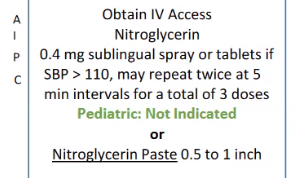 A
I
P
C
Obtain IV Access
Nitroglycerin
0.4 mg sublingual spray or tablets if
SBP > 110, may repeat twice at 5
min intervals for a total of 3 doses
Pediatric: Not Indicated
or
Nitroglycerin Paste 0.5 to 1 inch